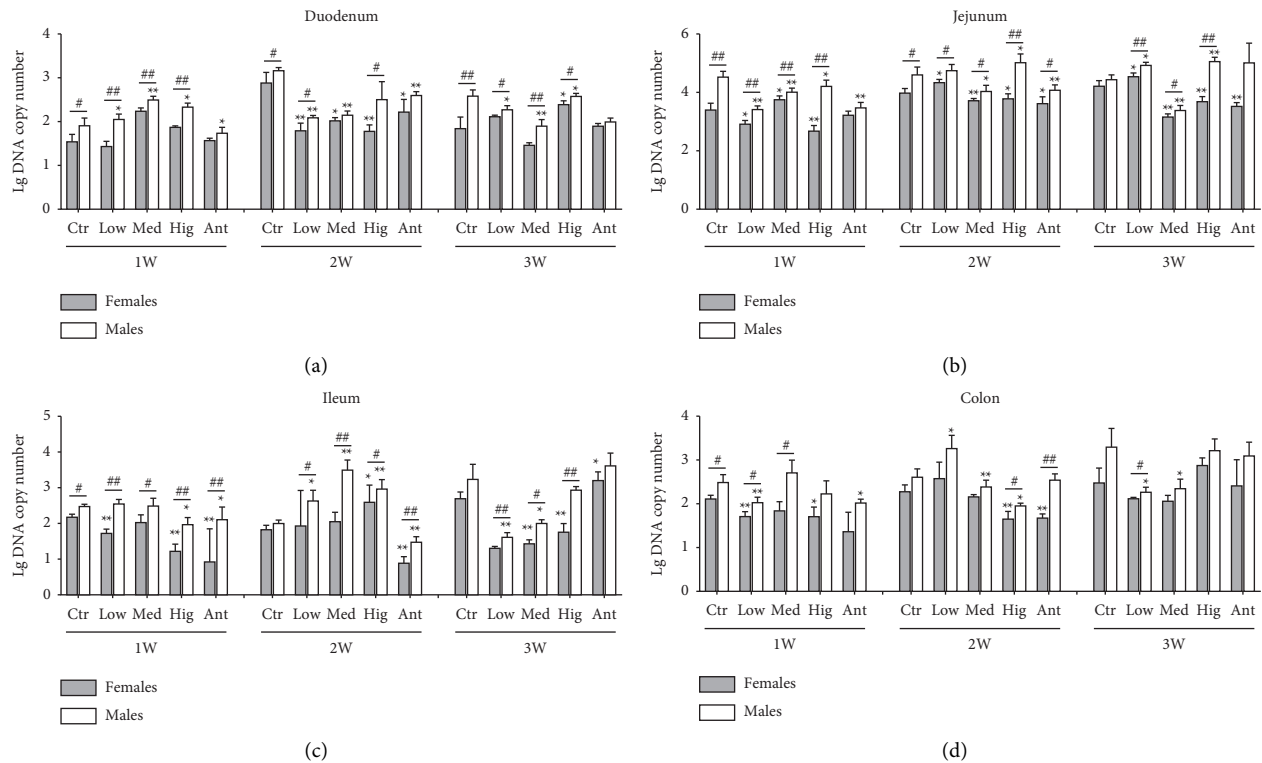 Duodenum
Lg DNA copy number
4
3
2
1
0
# ## ## ## *
** *
# # # * **
** ** * ** **
## # ## # *
* ** * *
Ctr Low Med Hig Ant Ctr Low Med Hig Ant Ctr Low Med Hig Ant
1W 2W 3W
Females
Males
(a)
Jejunum
Lg DNA copy number
6
4
2
0
## ## ## ## **
* ** * ** ** *
# # # ## #
* ** * * * ** *
## # ## **
** * ** ** ** **
Ctr Low Med Hig Ant Ctr Low Med Hig Ant Ctr Low Med Hig Ant
1W 2W 3W
Females
Males
(b)
Ileum
Lg DNA copy number
5
4
3
2
1
0
# ## # ## ##
** ** * ** *
# ## # ##
* ** * ** ** **
## # ## *
** ** ** **
Ctr Low Med Hig Ant Ctr Low Med Hig Ant Ctr Low Med Hig Ant
1W 2W 3W
Females
Males
(c)
Colon
Lg DNA copy number
4
3
2
1
0
# # # * *
** **
* ** # ##
** * **
# *
*
Ctr Low Med Hig Ant Ctr Low Med Hig Ant Ctr Low Med Hig Ant
1W 2W 3W
Females
Males
(d)